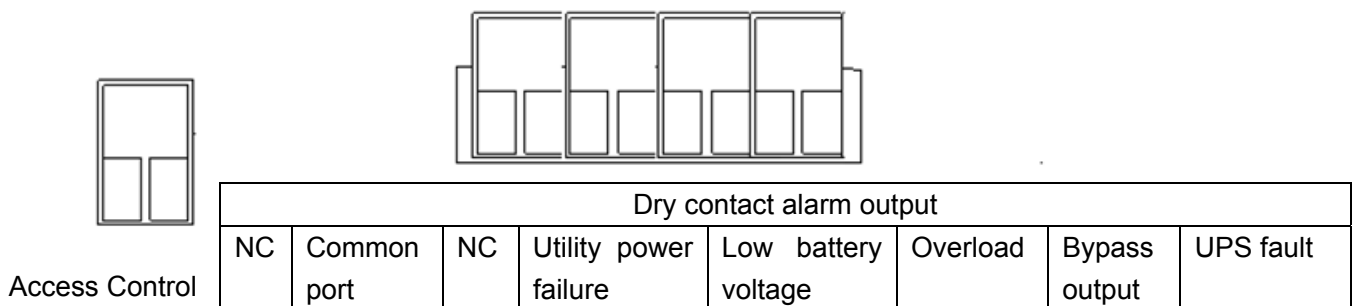 Dry contact alarm output
NC Common port NC Utility power failure Low battery voltage Overload Bypass output UPS fault
Access Control